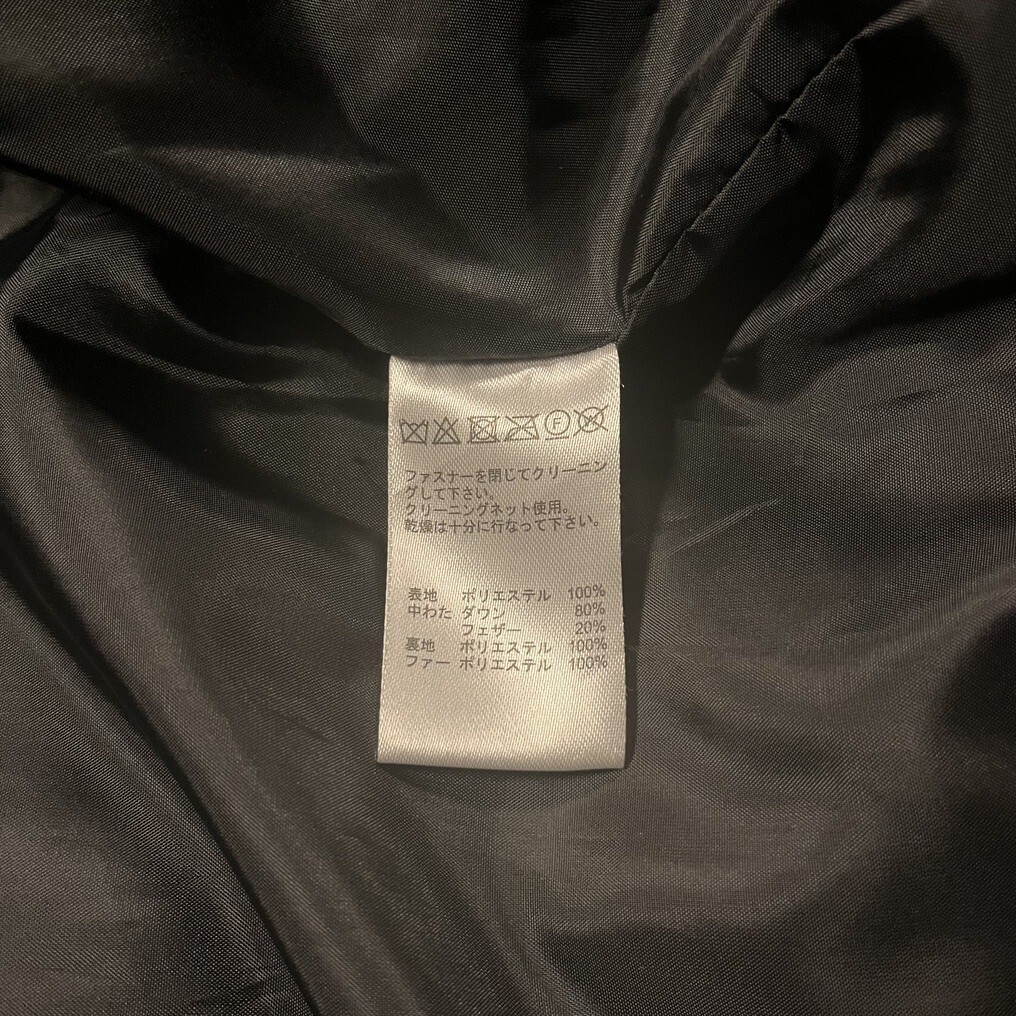 F W
ファスナーを閉じてクリーニン
グして下さい。
クリーニングネット使用。
乾燥は十分に行なって下さい。
表地 ポリエステル 100%
中わた ダウン 80%
フェザー 20%
裏地 ポリエステル 100%
ファー ポリエステル 100%